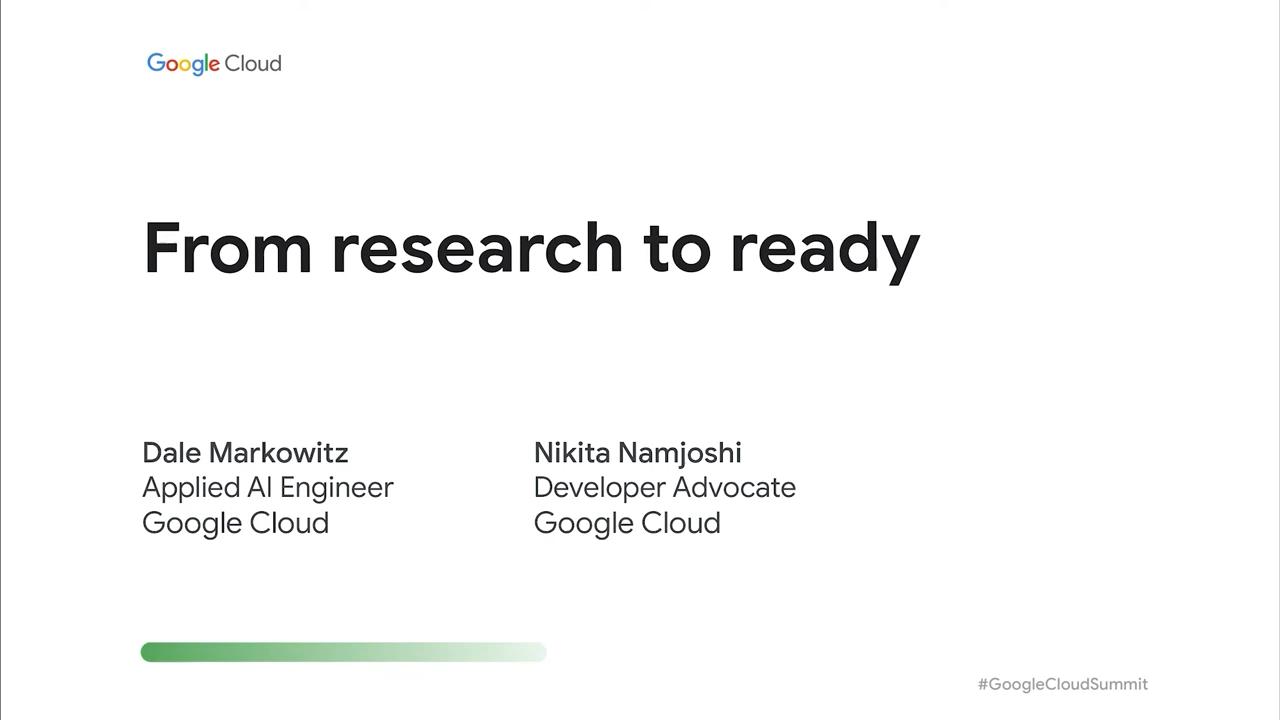 Google Cloud
From research to ready
Dale Markowitz
Applied AI Engineer
Google Cloud
Nikita Namjoshi
Developer Advocate
Google Cloud
#GoogleCloudSummit